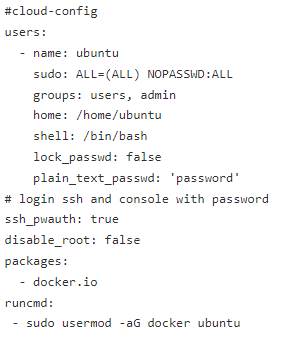 #cloud-config
users:
  - name: ubuntu
    sudo: ALL=(ALL) NOPASSWD:ALL
    groups: users, admin
    home: /home/ubuntu
    shell: /bin/bash
    lock_passwd: false
    plain_text_passwd: 'password'
# login ssh and console with password
ssh_pwauth: true
disable_root: false
packages:
  - docker.io
runcmd:
 - sudo usermod -aG docker ubuntu